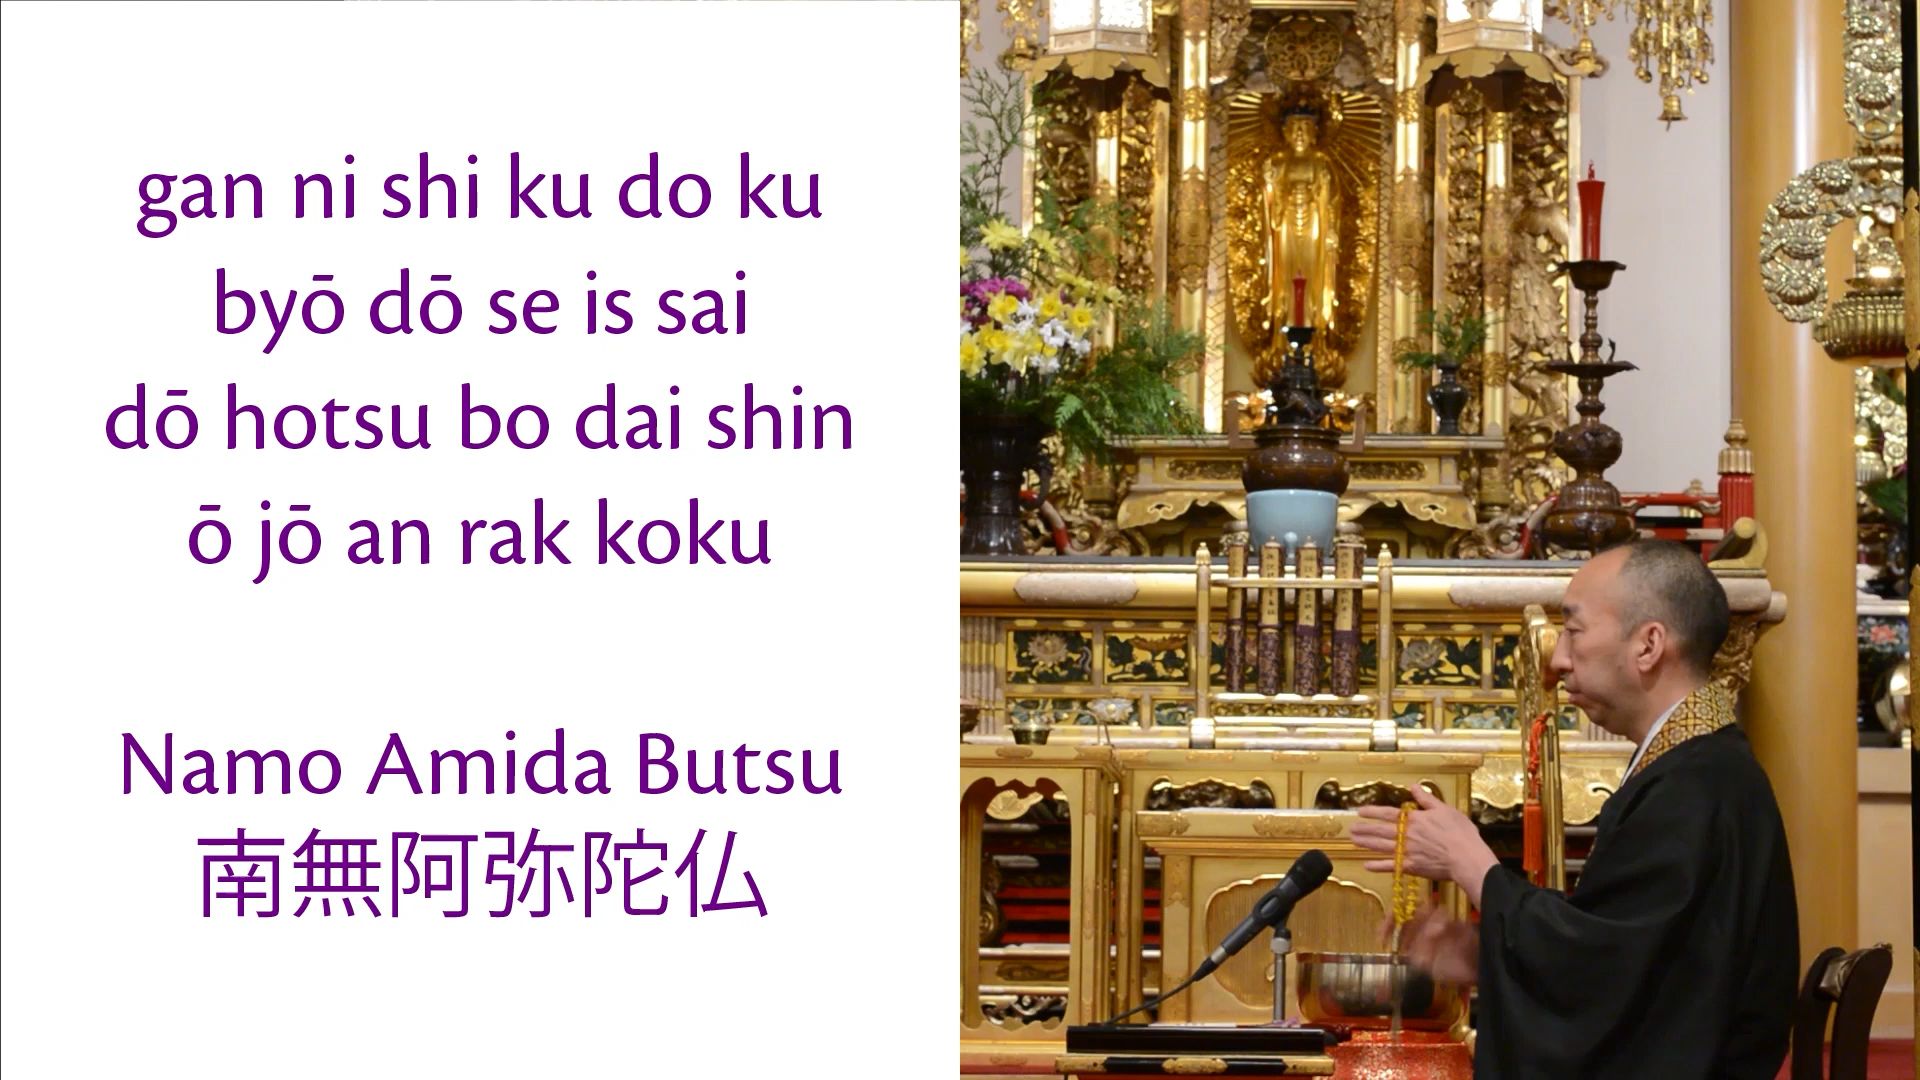 gan ni shi ku do ku
byō dō se is sai
dō hotsu bo dai shin
ō jō an rak koku
Namo Amida Butsu
南無阿弥陀仏